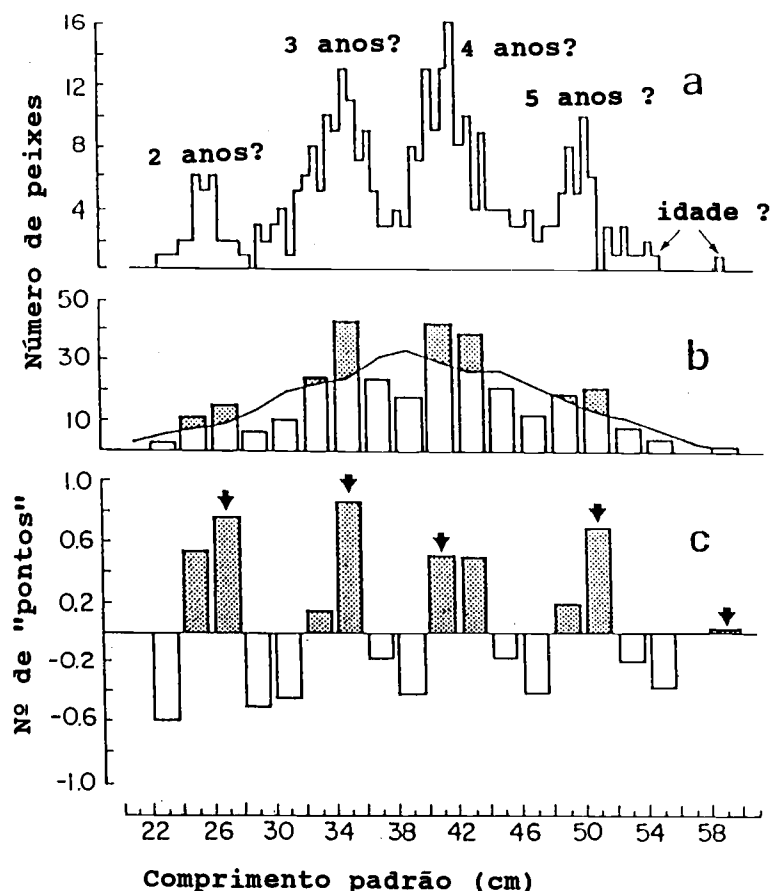 Número de peixes
16
12
8
4
2 anos?
3 anos?
4 anos?
5 anos ?
a
idade ?
50
30
10
b
Nº de "pontos"
1.0
0.6
0.2
-0.2
-0.6
-1.0
c
22 26 30 34 38 42 46 50 54 58
Comprimento padrão (cm)